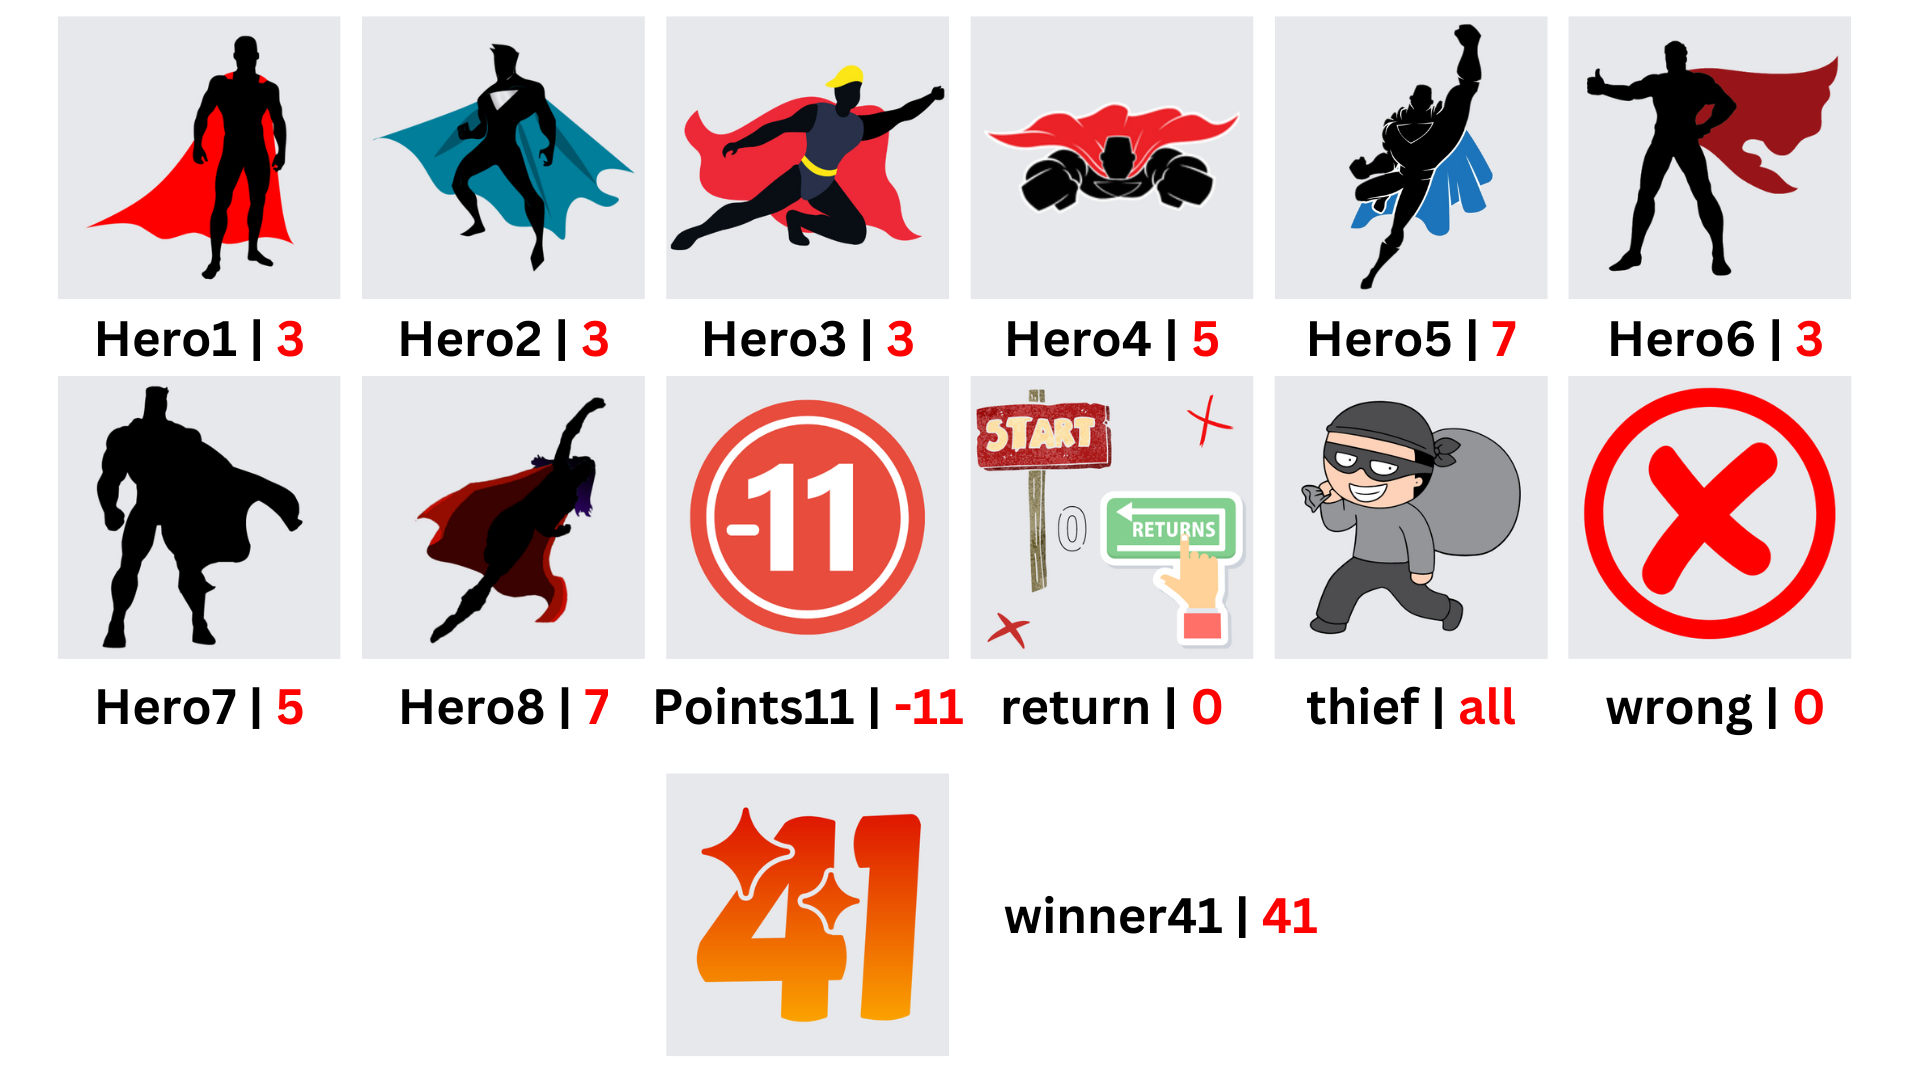 Hero1 | 3
Hero2 | 3
Hero3 | 3
Hero4 | 5
Hero5 | 7
Hero6 | 3
-11
START
0
RETURNS
Hero7 | 5
Hero8 | 7
Points11 | -11
return | 0
thief | all
wrong | 0
41
winner41 | 41